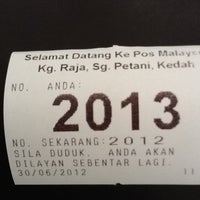 Selamat Datang Ke Pos Malaysia
Kg. Raja, Sg. Petani, Kedah
NO. ANDA:
2013
NO. SEKARANG:2012
SILA DUDUK, ANDA AKAN
DILAYAN SEBENTAR LAGI.
30/06/2012